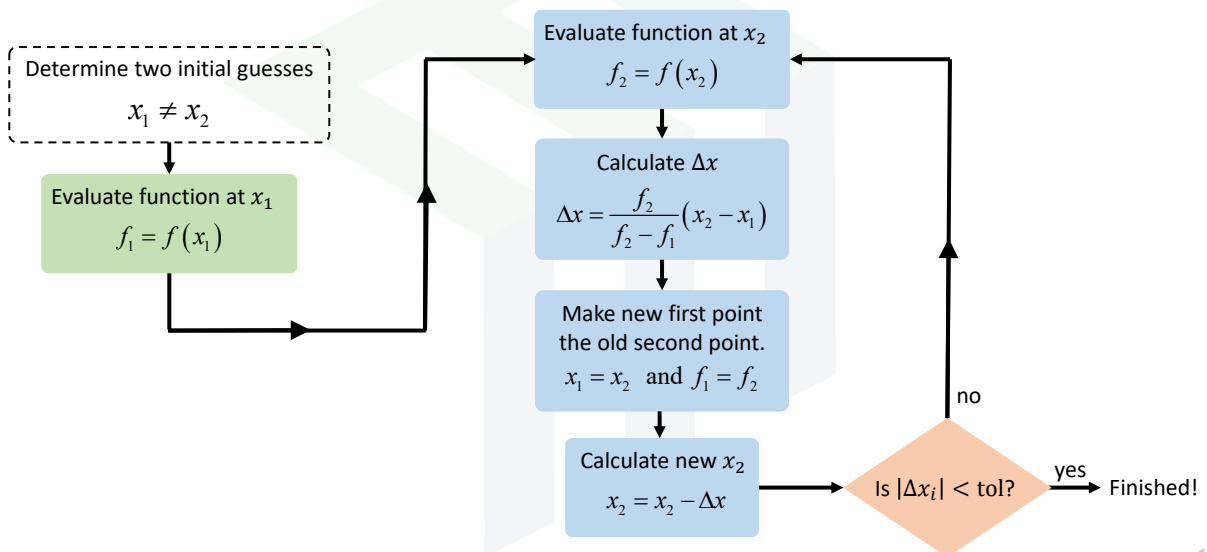 Determine two initial guesses
x₁ ≠ x₂
Evaluate function at x₁
f₁ = f(x₁)
Evaluate function at x₂
f₂ = f(x₂)
Calculate Δx
Δx = f₂/(f₂ − f₁) (x₂ − x₁)
Make new first point
the old second point.
x₁ = x₂ and f₁ = f₂
Calculate new x₂
x₂ = x₂ − Δx
Is |Δxᵢ| < tol?
no
yes
Finished!